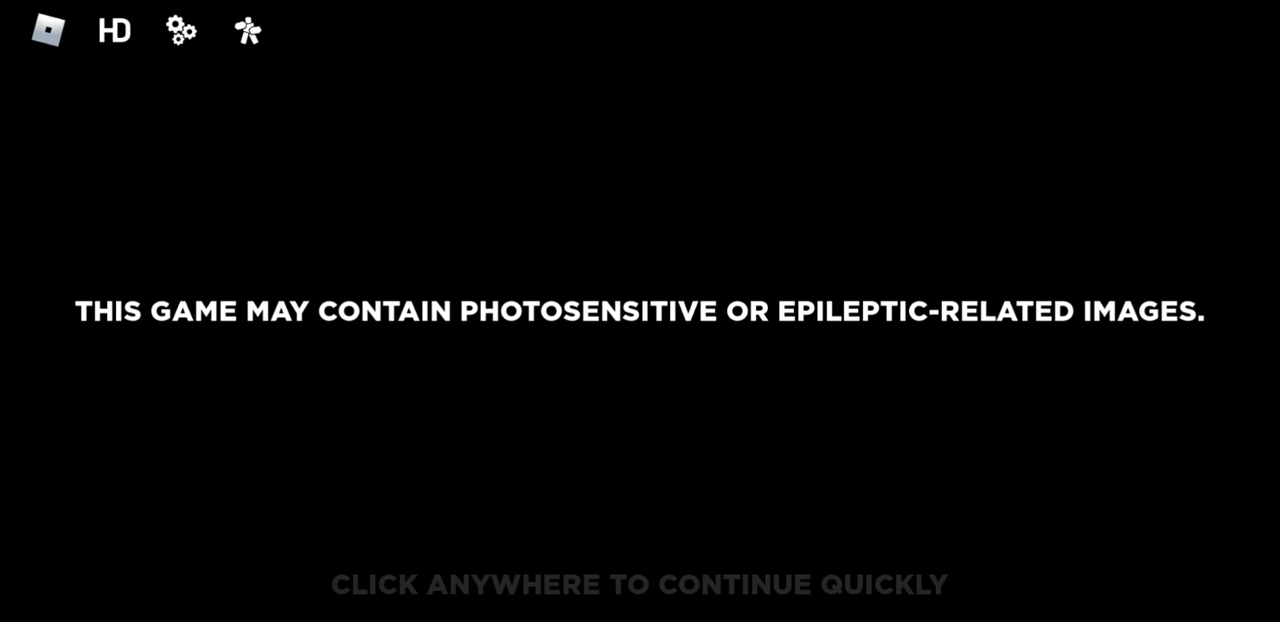 HD
THIS GAME MAY CONTAIN PHOTOSENSITIVE OR EPILEPTIC-RELATED IMAGES.
CLICK ANYWHERE TO CONTINUE QUICKLY